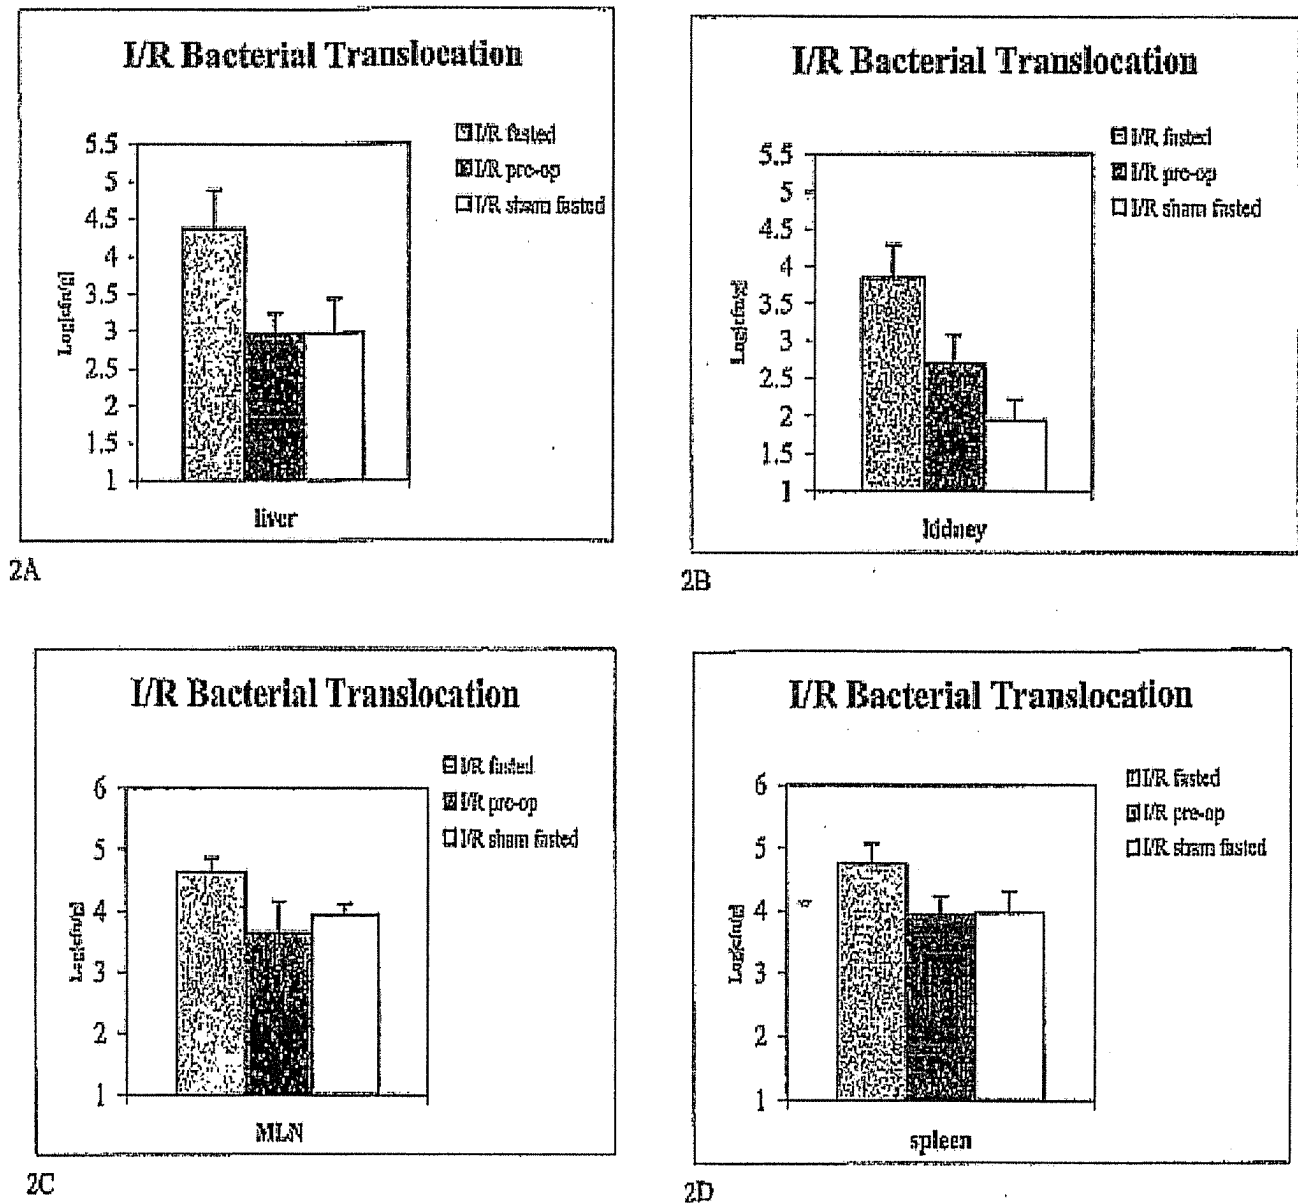 I/R Bacterial Translocation
I/R fasted
I/R pre-op
I/R sham fasted
5.5
5
4.5
4
3.5
3
2.5
2
1.5
1
Log[cfu/g]
liver
2A
I/R Bacterial Translocation
I/R fasted
I/R pre-op
I/R sham fasted
5.5
5
4.5
4
3.5
3
2.5
2
1.5
1
Log[cfu/g]
kidney
2B
I/R Bacterial Translocation
I/R fasted
I/R pre-op
I/R sham fasted
6
5
4
3
2
1
Log[cfu/g]
MLN
2C
I/R Bacterial Translocation
I/R fasted
I/R pre-op
I/R sham fasted
6
5
4
3
2
1
Log[cfu/g]
spleen
2D